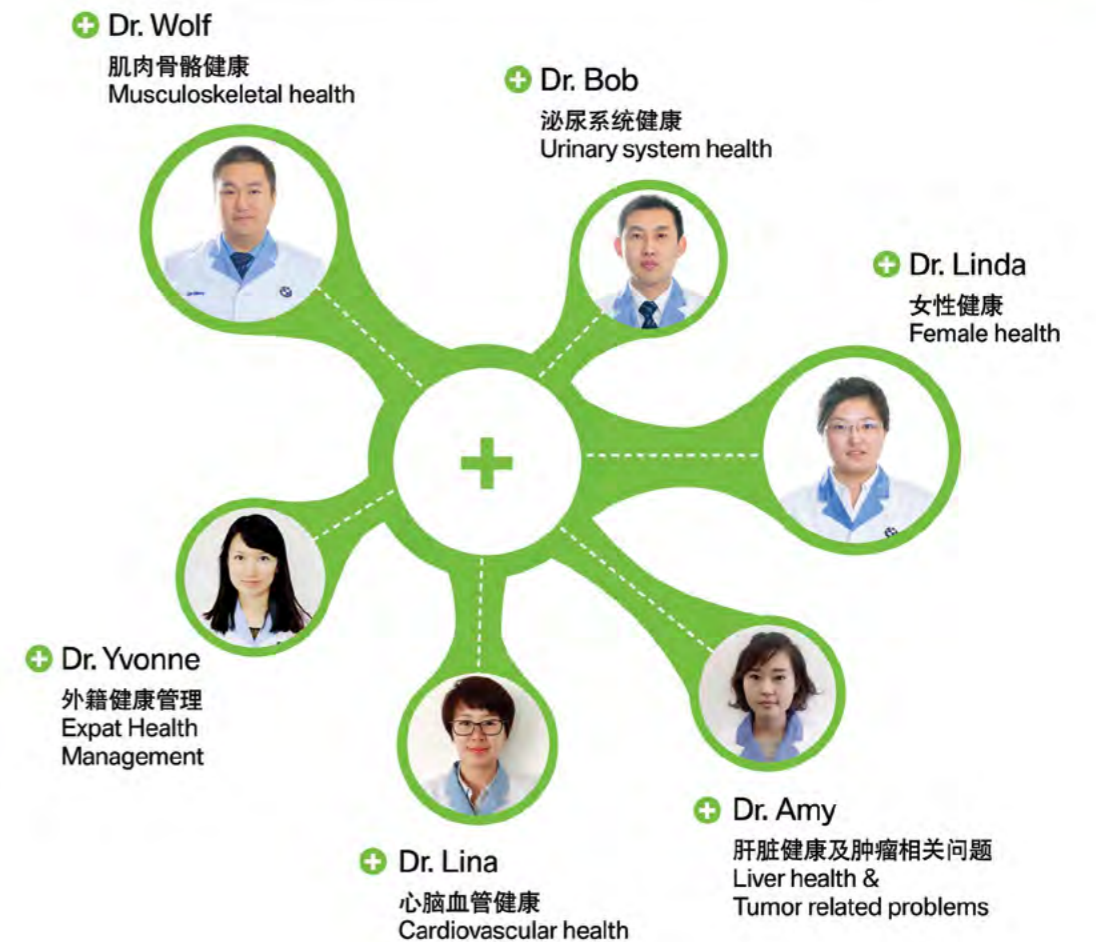 Dr. Wolf
肌肉骨骼健康
Musculoskeletal health
Dr. Bob
泌尿系统健康
Urinary system health
Dr. Linda
女性健康
Female health
Dr. Yvonne
外籍健康管理
Expat Health
Management
Dr. Lina
心脑血管健康
Cardiovascular health
Dr. Amy
肝脏健康及肿瘤相关问题
Liver health &
Tumor related problems